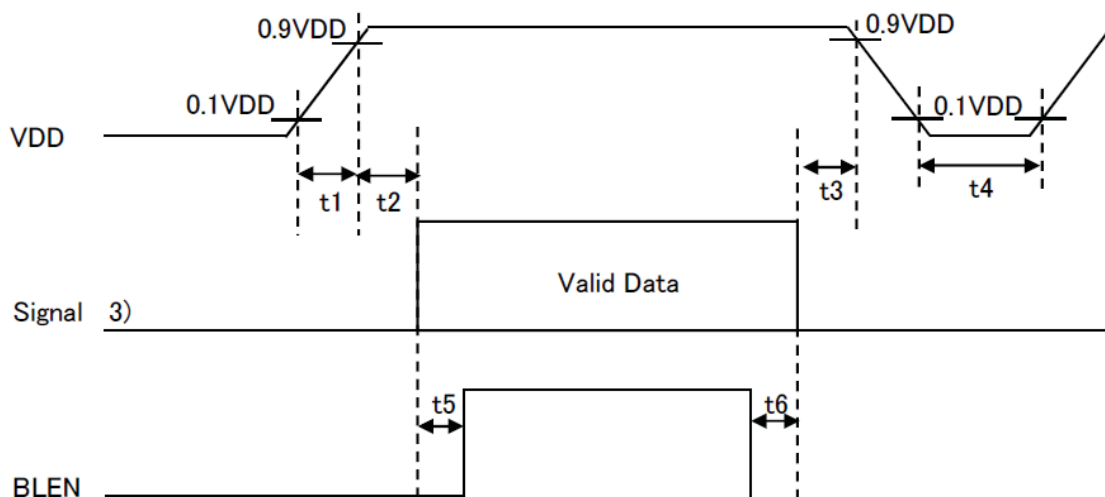 0.9VDD
0.9VDD
0.1VDD
0.1VDD
VDD
t1
t2
t3
t4
Valid Data
Signal 3)
t5
t6
BLEN